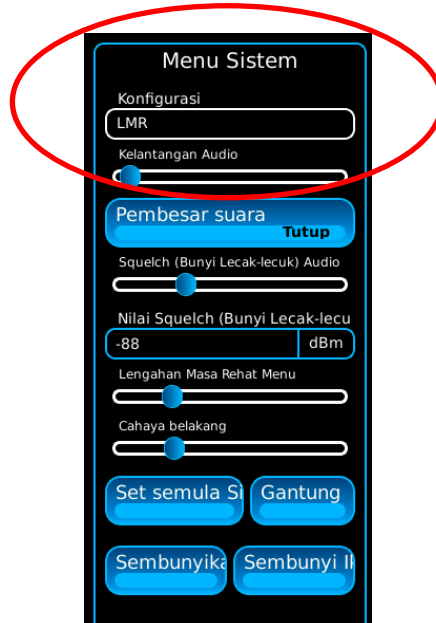 Menu Sistem
Konfigurasi
LMR
Kelantangan Audio
Pembesar suara
Tutup
Squelch (Bunyi Lecak-lecuk) Audio
Nilai Squelch (Bunyi Lecak-lecu
-88 dBm
Lengahan Masa Rehat Menu
Cahaya belakang
Set semula Si Gantung
Sembunyika Sembunyi I